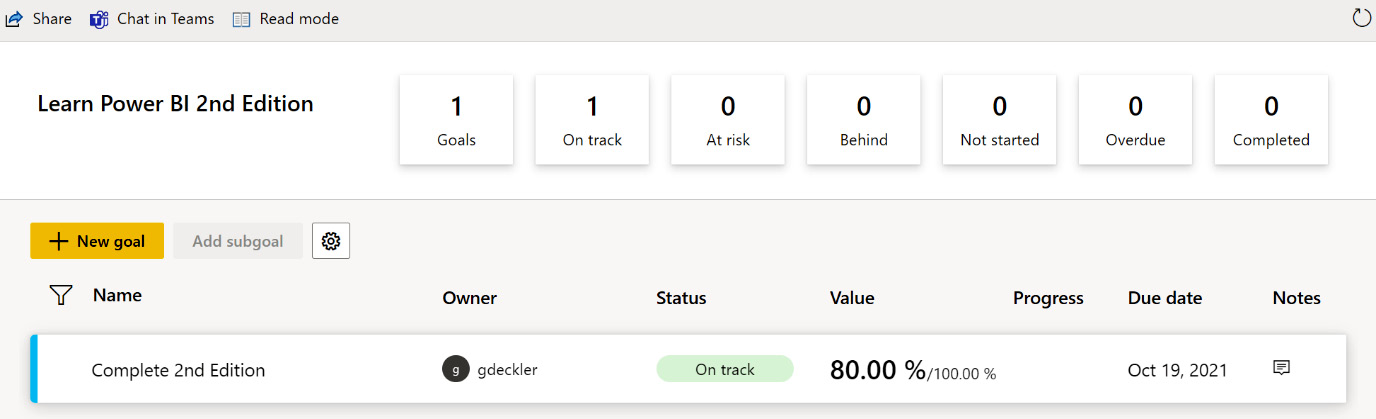 Share Chat in Teams Read mode
Learn Power BI 2nd Edition
1 1 0 0 0 0 0
Goals On track At risk Behind Not started Overdue Completed
New goal Add subgoal
Name Owner Status Value Progress Due date Notes
Complete 2nd Edition g gdeckler On track 80.00 %/100.00 % Oct 19, 2021